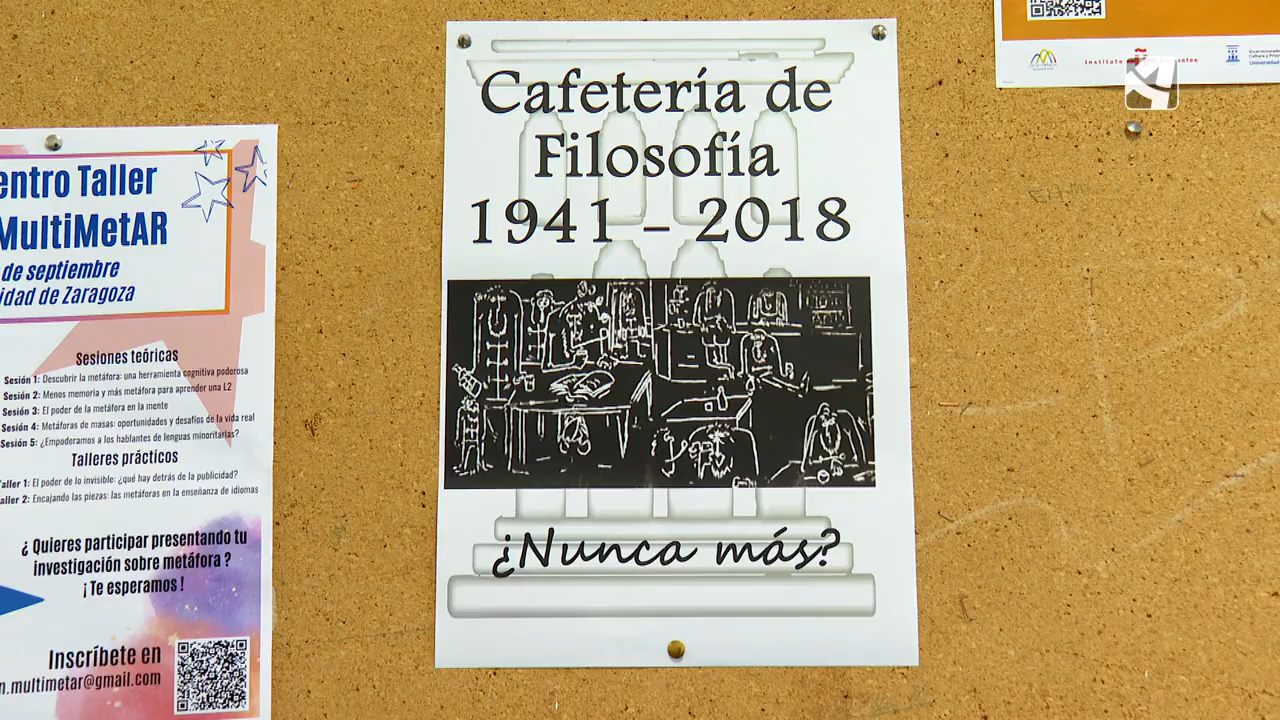 entro Taller
MultiMetAR
de septiembre
idad de Zaragoza
Sesiones teóricas
Sesión 1: Descubrir la metáfora: una herramienta cognitiva poderosa
Sesión 2: Menos memoria y más metáfora para aprender una L2
Sesión 3: El poder de la metáfora en la mente
Sesión 4: Metáforas de masas: oportunidades y desafíos de la vida real
Sesión 5: ¿Empoderamos a los hablantes de lenguas minoritarias?
Talleres prácticos
aller 1: El poder de lo invisible: ¿qué hay detrás de la publicidad?
aller 2: Encajando las piezas: las metáforas en la enseñanza de idiomas
¿ Quieres participar presentando tu
investigación sobre metáfora ?
¡ Te esperamos !
Inscríbete en
n.multimetar@gmail.com
Cafetería de
Filosofía
1941 – 2018
¿Nunca más?
Instituto